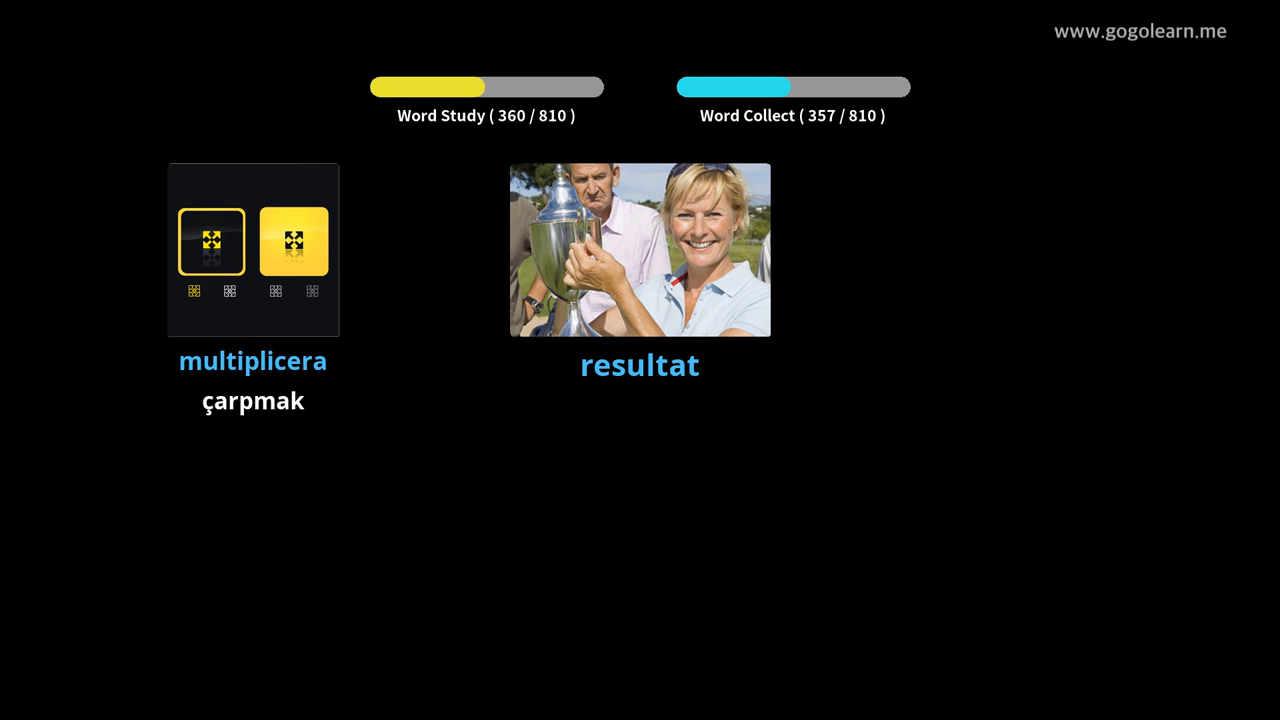 www.gogolearn.me
Word Study ( 360 / 810 )
Word Collect ( 357 / 810 )
multiplicera
çarpmak
resultat